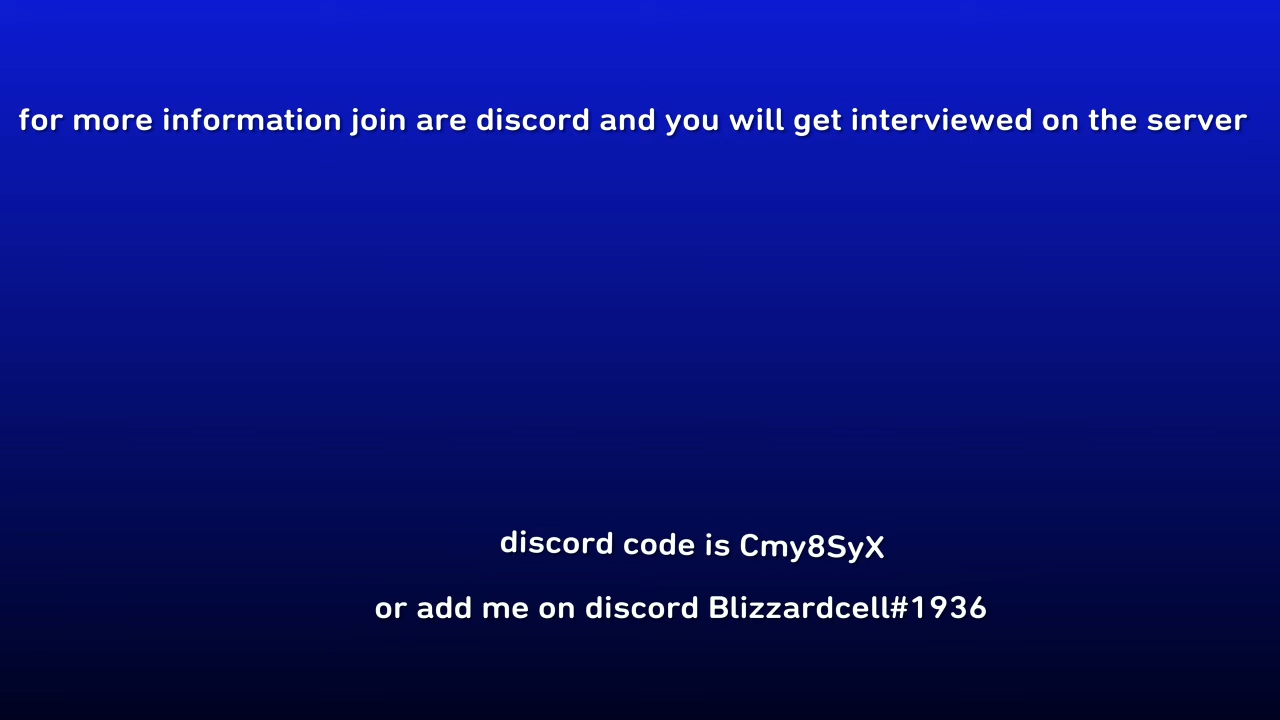 for more information join are discord and you will get interviewed on the server
discord code is Cmy8SyX
or add me on discord Blizzardcell#1936